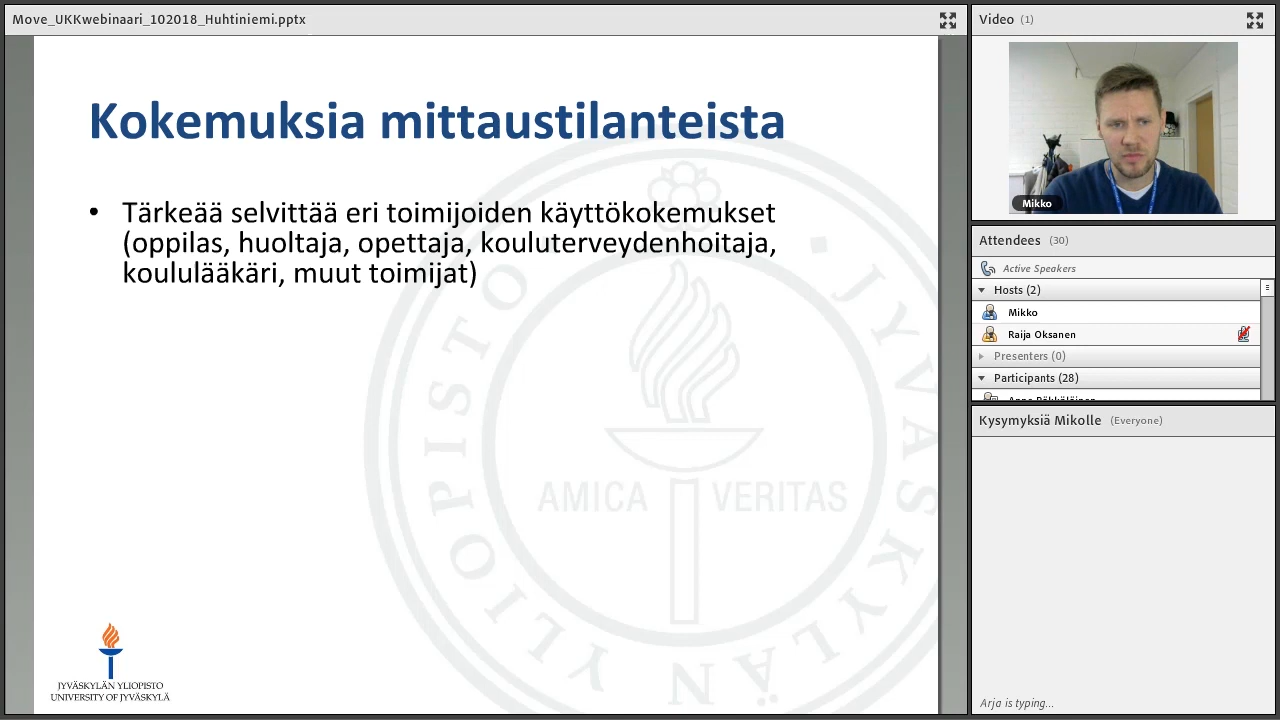 Move_UKKwebinaari_102018_Huhtiniemi.pptx
Kokemuksia mittaustilanteista
• Tärkeää selvittää eri toimijoiden käyttökokemukset
(oppilas, huoltaja, opettaja, kouluterveydenhoitaja,
koululääkäri, muut toimijat)
AMICA VERITAS
JYVÄSKYLÄN YLIOPISTO
JYVÄSKYLÄN YLIOPISTO
UNIVERSITY OF JYVÄSKYLÄ
Video (1)
Mikko
Attendees (30)
Active Speakers
Hosts (2)
Mikko
Raija Oksanen
Presenters (0)
Participants (28)
Kysymyksiä Mikolle (Everyone)
Arja is typing...